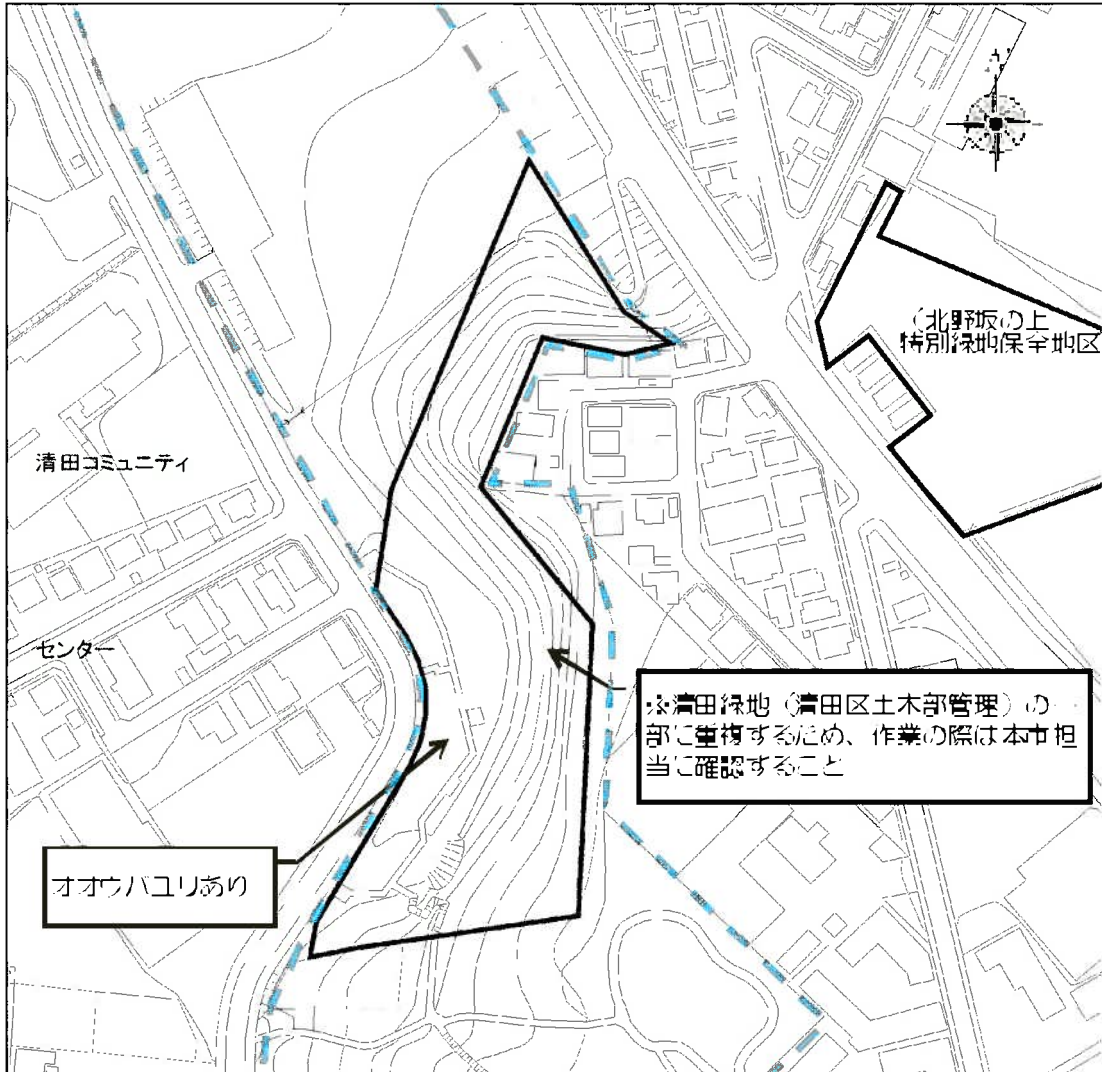 (北野坂の上
特別緑地保全地区
清田コミュニティ
センター
※清田緑地（清田区土木部管理）の一
部に重複するため、作業の際は本市担
当に確認すること
オオウバユリあり